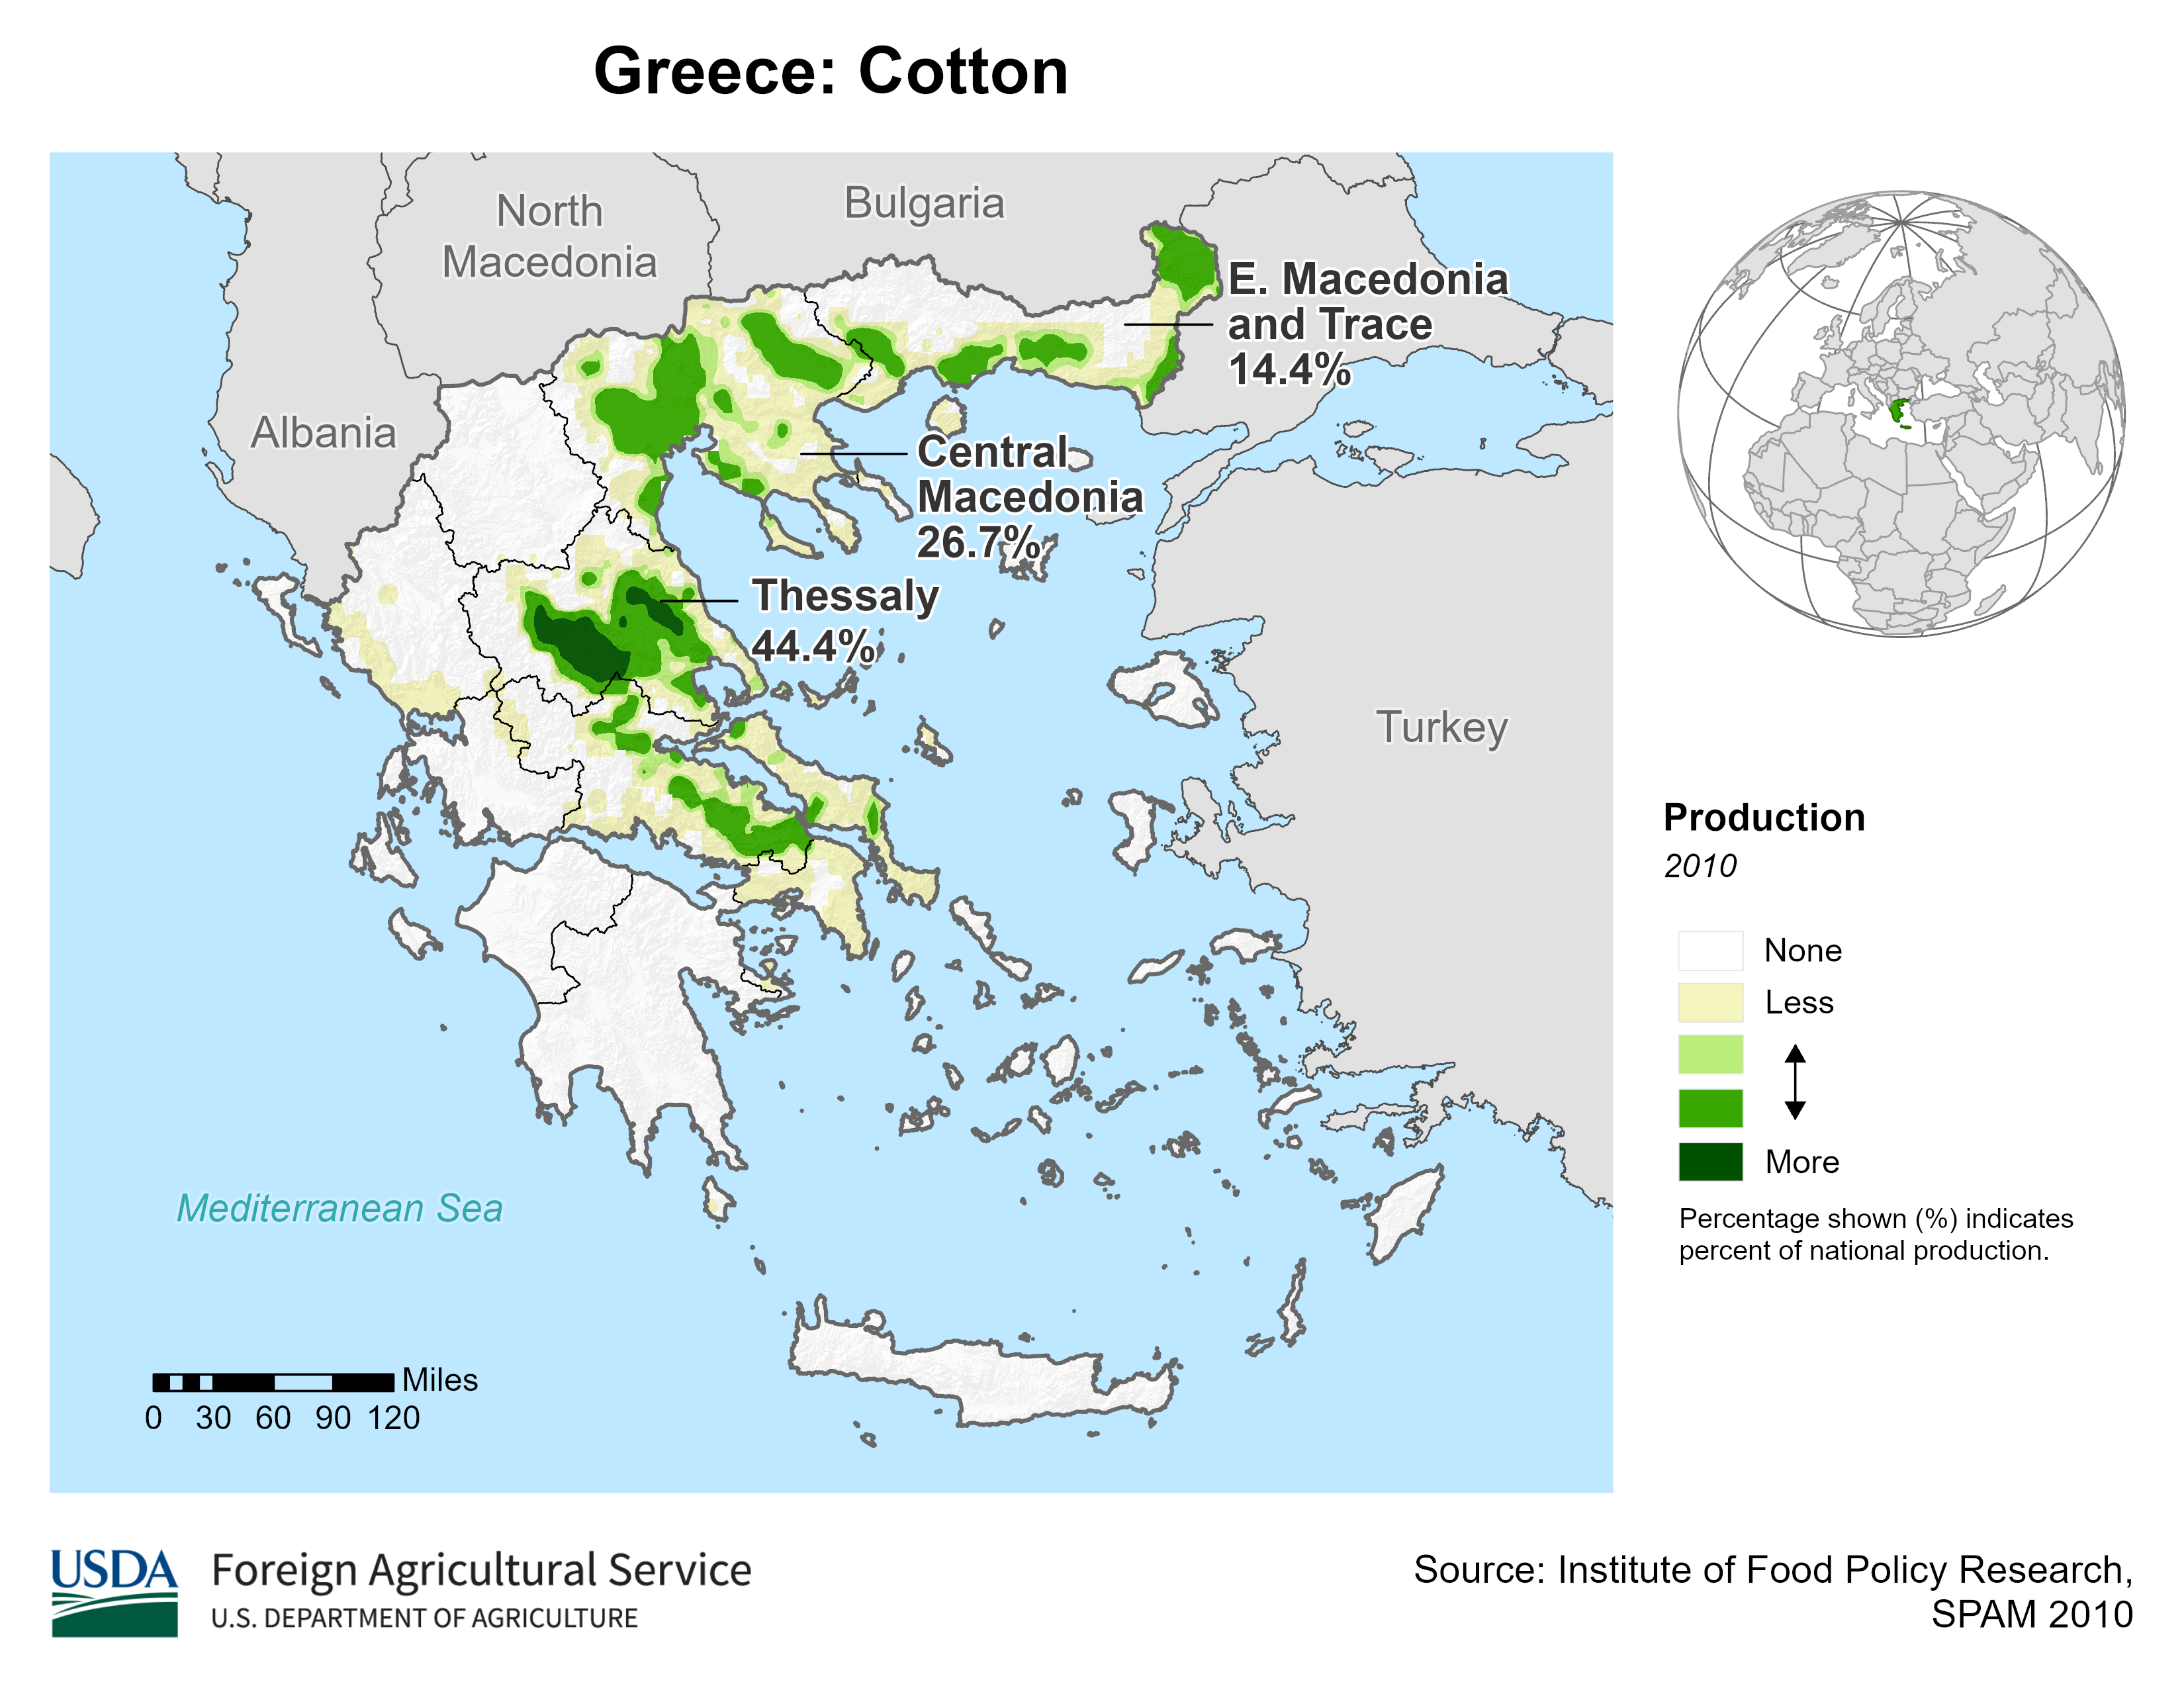 Greece: Cotton
North
Macedonia
Bulgaria
E. Macedonia
and Trace
14.4%
Albania
Central
Macedonia
26.7%
Thessaly
44.4%
Turkey
Mediterranean Sea
Miles
0 30 60 90 120
Production
2010
None
Less
More
Percentage shown (%) indicates
percent of national production.
USDA
Foreign Agricultural Service
U.S. DEPARTMENT OF AGRICULTURE
Source: Institute of Food Policy Research,
SPAM 2010